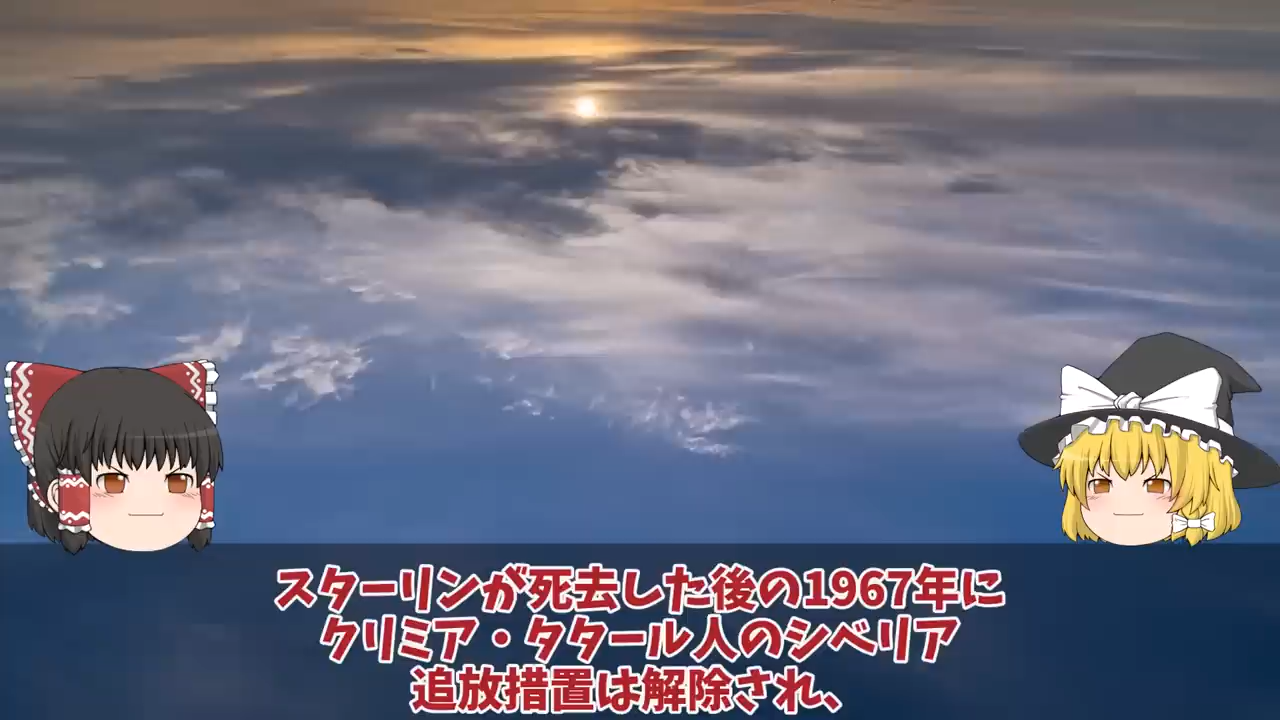 スターリンが死去した後の1967年に
クリミア・タタール人のシベリア
追放措置は解除され、